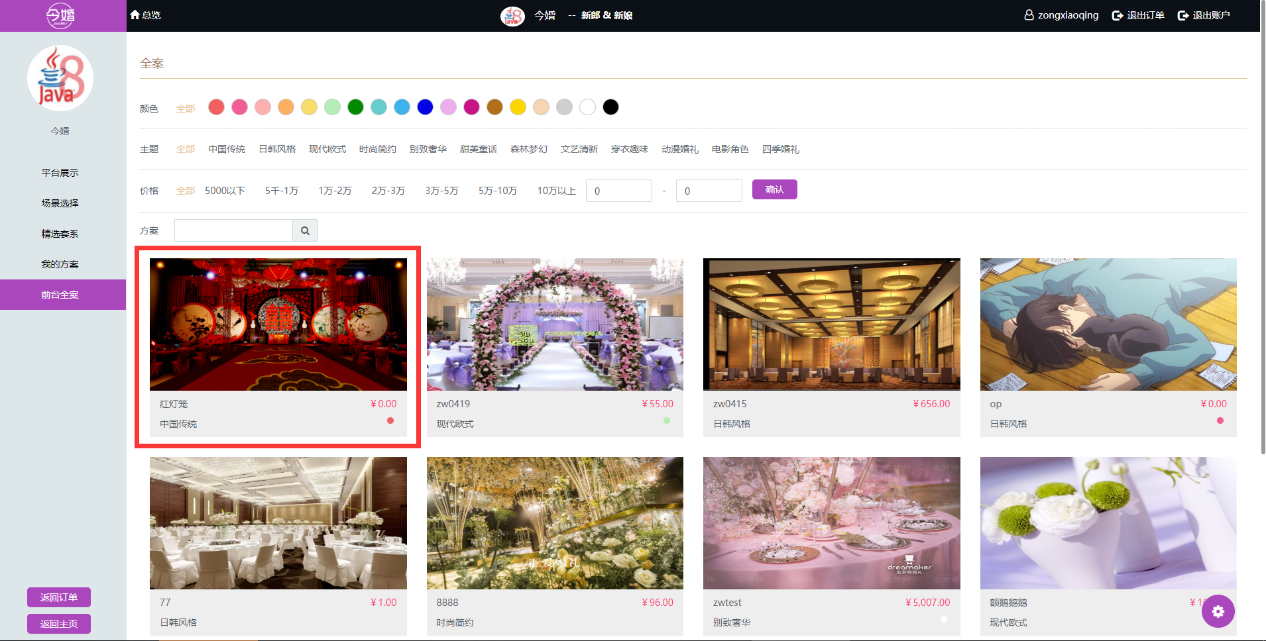 今婚
总览
今婚 -- 新郎 & 新娘
zongxiaoqing
退出订单
退出账户
8
Java
今婚
平台展示
场景选择
精选套系
我的方案
前台全案
返回订单
返回主页
全案
颜色 全部
主题 全部 中国传统 日韩风格 现代欧式 时尚简约 别致奢华 甜美童话 森林梦幻 文艺清新 穿衣趣味 动漫婚礼 电影角色 四季婚礼
价格 全部 5000以下 5千-1万 1万-2万 2万-3万 3万-5万 5万-10万 10万以上 0 - 0 确认
方案
红灯笼 ¥0.00
中国传统
zw0419 ¥55.00
现代欧式
zw0415 ¥656.00
日韩风格
op ¥0.00
日韩风格
77 ¥1.00
日韩风格
8888 ¥96.00
时尚简约
dreamaker
zwtest ¥5,007.00
别致奢华
现代欧式